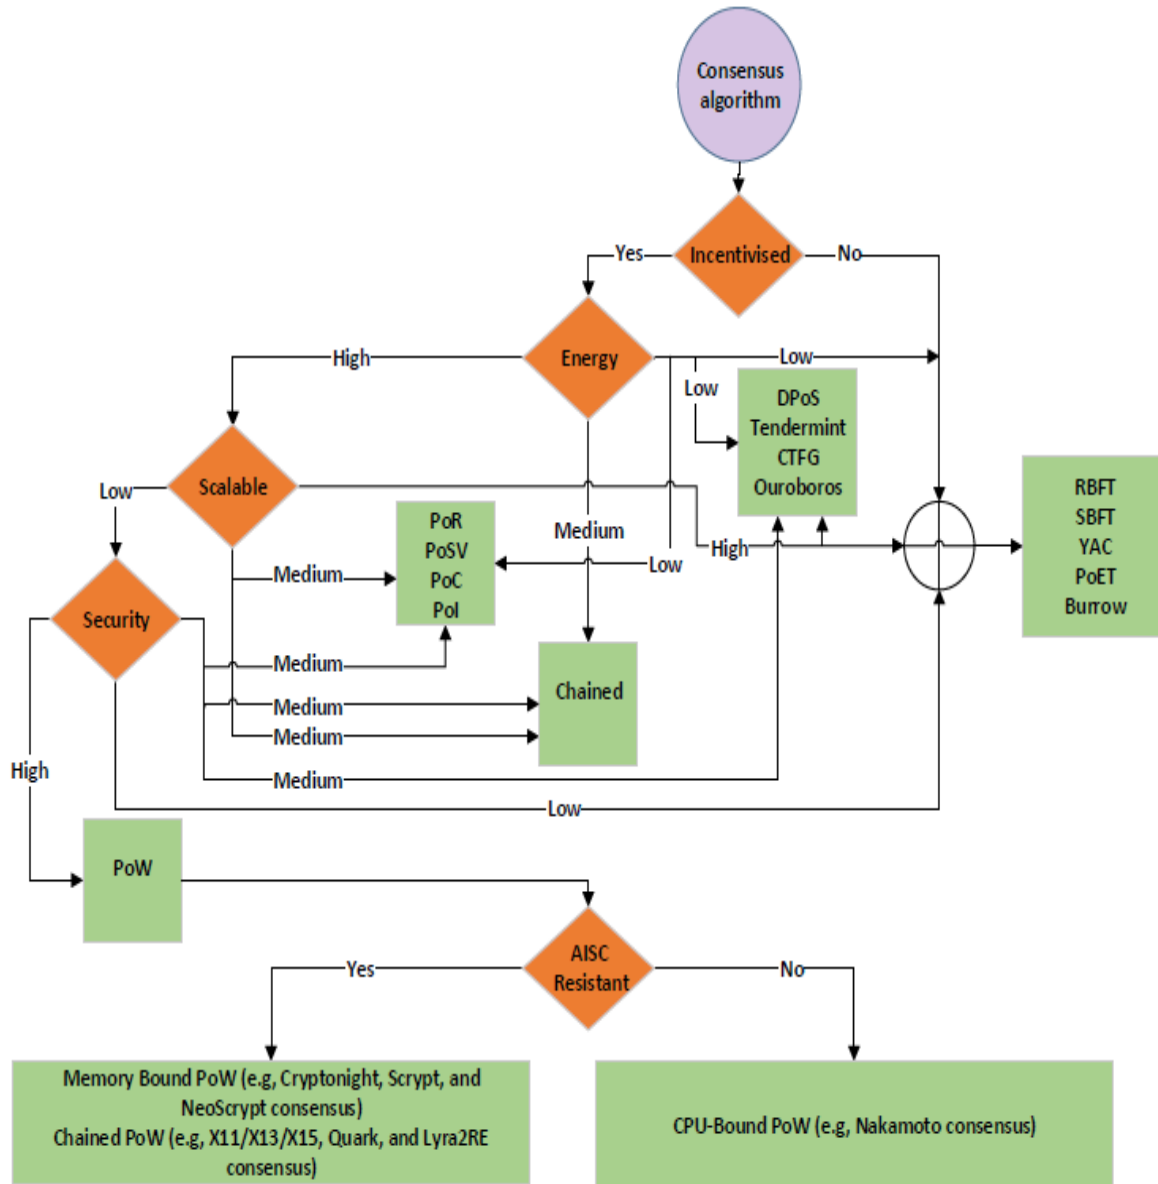 Consensus
algorithm
Incentivised
Yes
No
Energy
High
Low
Low
DPoS
Tendermint
CTFG
Ouroboros
Scalable
Low
RBFT
SBFT
YAC
PoET
Burrow
PoR
PoSV
PoC
PoI
Medium
High
Low
Medium
Security
Medium
Chained
Medium
Medium
Medium
High
Low
PoW
AISC
Resistant
Yes
No
Memory Bound PoW (e.g, Cryptonight, Scrypt, and
NeoScrypt consensus)
Chained PoW (e.g, X11/X13/X15, Quark, and Lyra2RE
consensus)
CPU-Bound PoW (e.g, Nakamoto consensus)